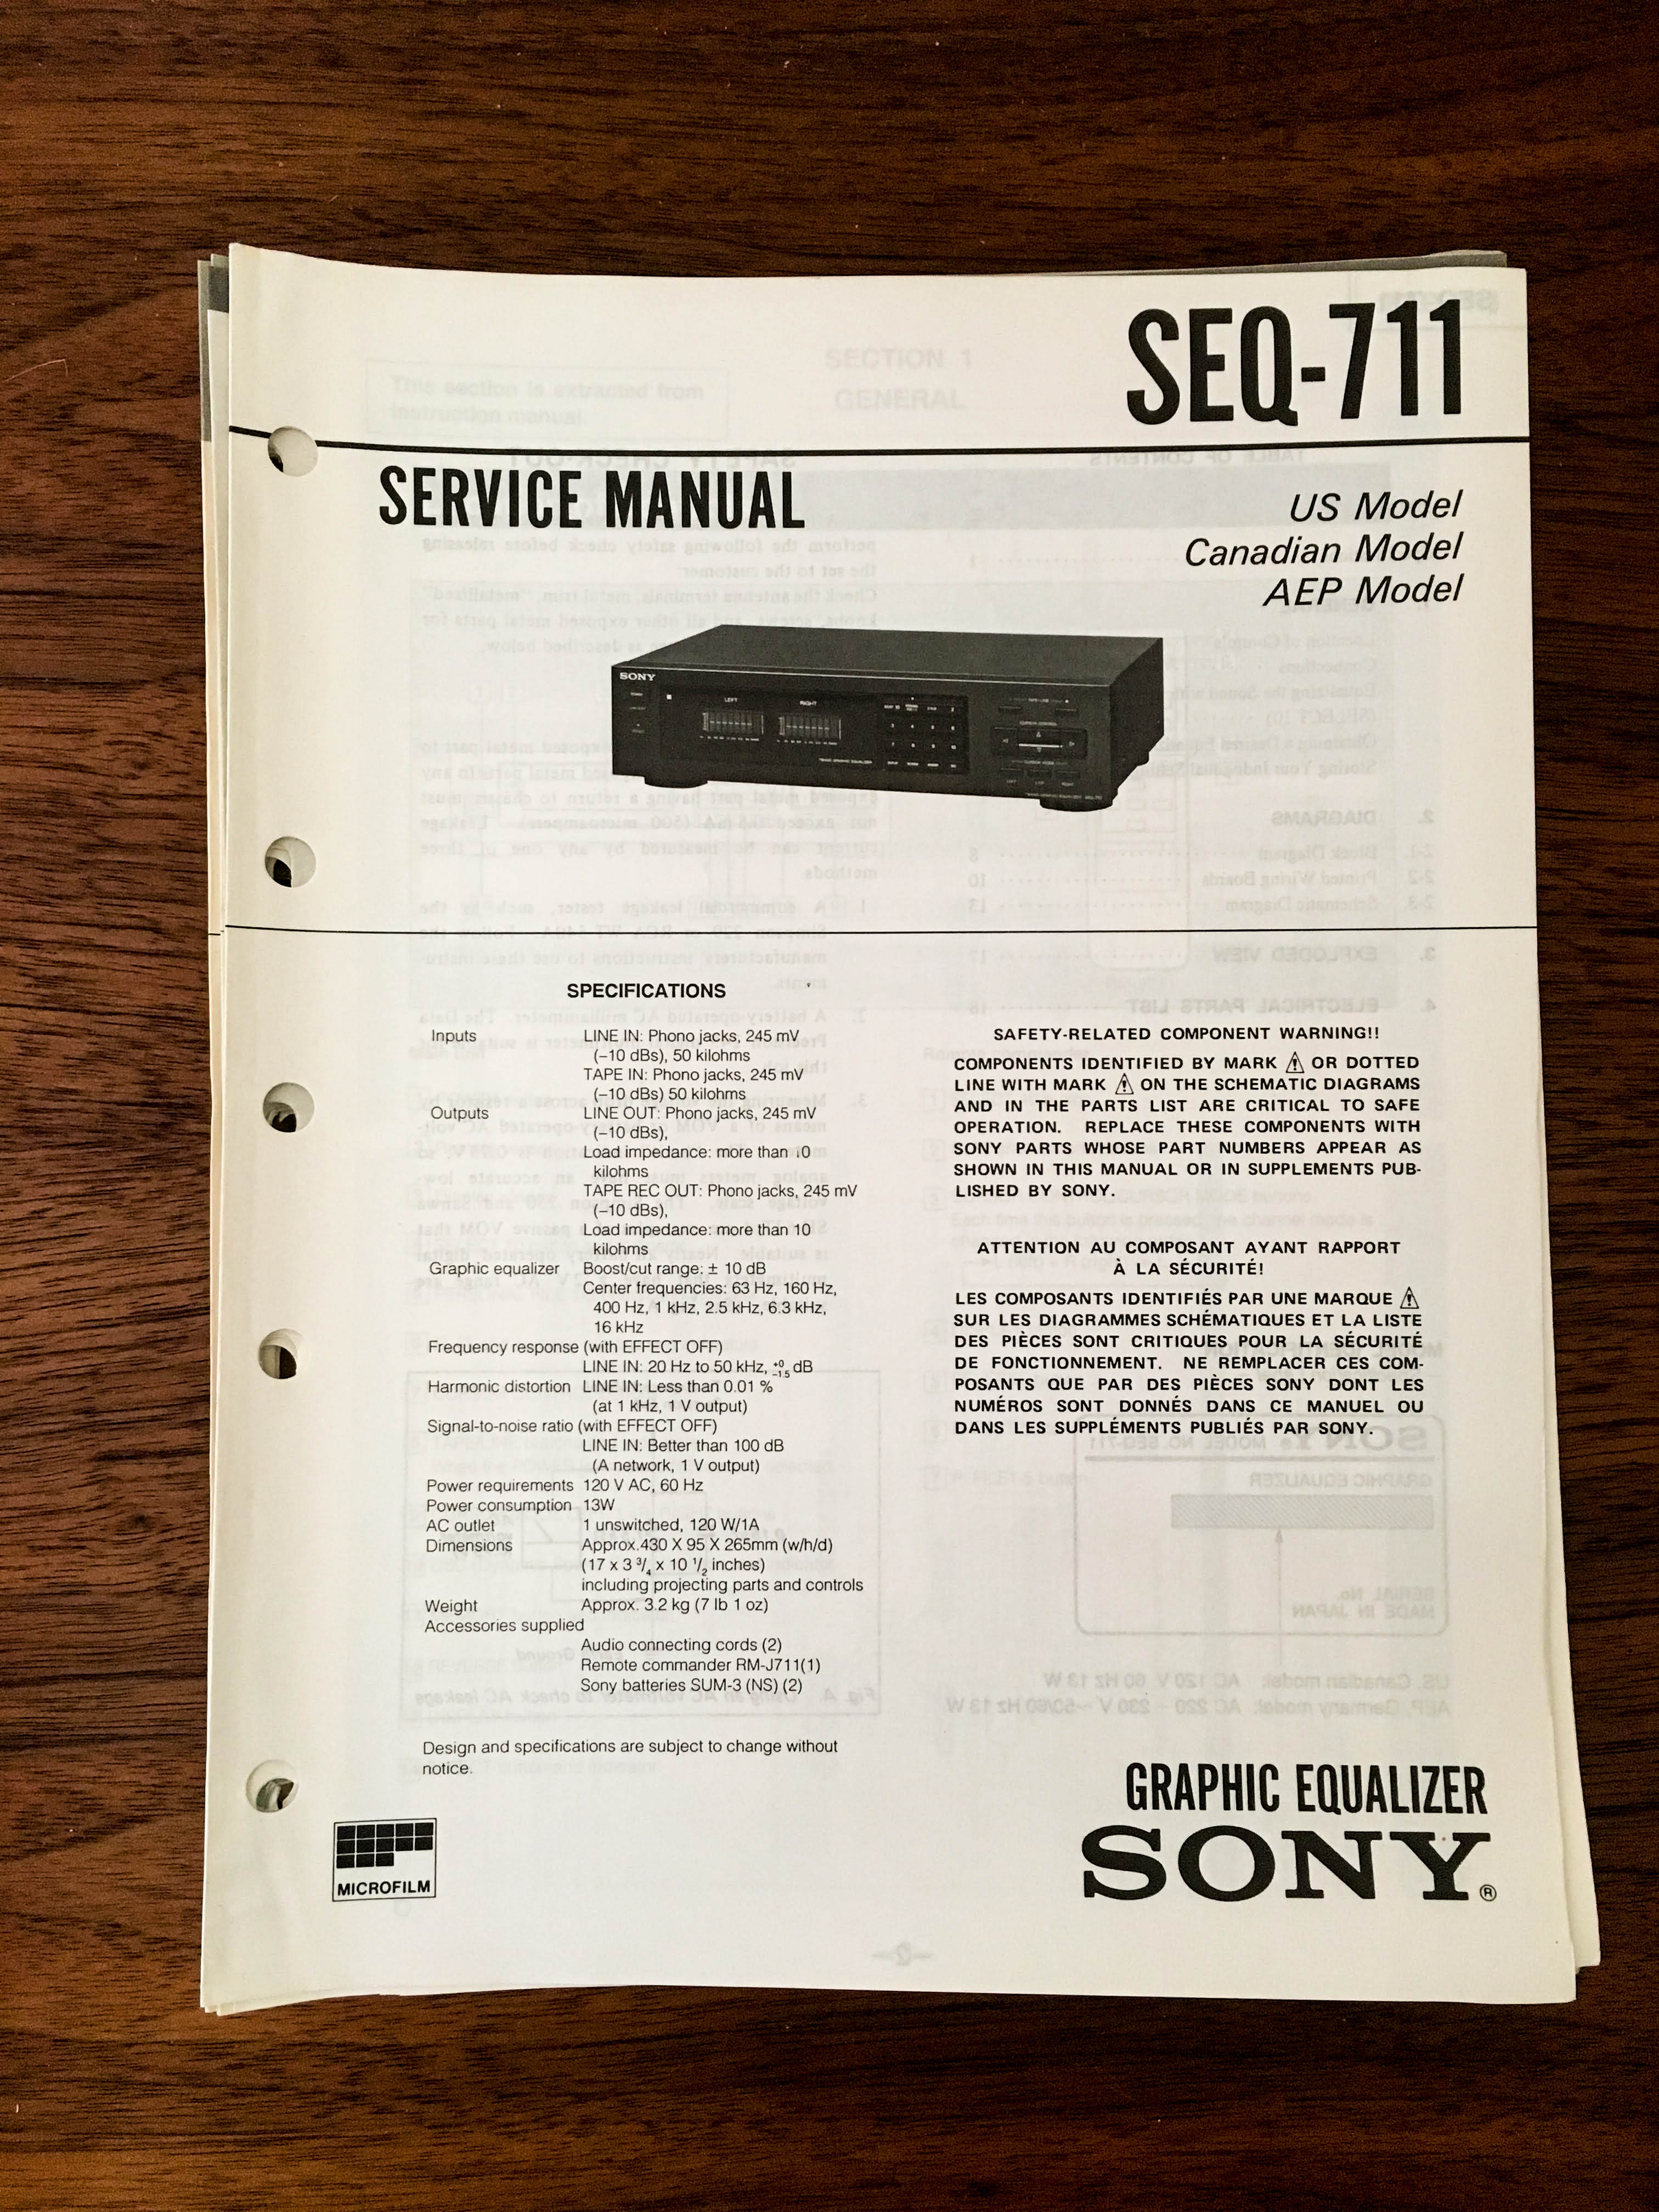 SEQ-711
SERVICE MANUAL
US Model
Canadian Model
AEP Model
SONY
LEFT
RIGHT
SPECIFICATIONS
Inputs LINE IN: Phono jacks, 245 mV
(–10 dBs), 50 kilohms
TAPE IN: Phono jacks, 245 mV
(–10 dBs) 50 kilohms
Outputs LINE OUT: Phono jacks, 245 mV
(–10 dBs),
Load impedance: more than 10
kilohms
TAPE REC OUT: Phono jacks, 245 mV
(–10 dBs),
Load impedance: more than 10
kilohms
Graphic equalizer Boost/cut range: ± 10 dB
Center frequencies: 63 Hz, 160 Hz,
400 Hz, 1 kHz, 2.5 kHz, 6.3 kHz,
16 kHz
Frequency response (with EFFECT OFF)
LINE IN: 20 Hz to 50 kHz, +0 –1.5 dB
Harmonic distortion LINE IN: Less than 0.01 %
(at 1 kHz, 1 V output)
Signal-to-noise ratio (with EFFECT OFF)
LINE IN: Better than 100 dB
(A network, 1 V output)
Power requirements 120 V AC, 60 Hz
Power consumption 13W
AC outlet 1 unswitched, 120 W/1A
Dimensions Approx.430 X 95 X 265mm (w/h/d)
(17 x 3 3/4 x 10 1/2 inches)
including projecting parts and controls
Weight Approx. 3.2 kg (7 lb 1 oz)
Accessories supplied
Audio connecting cords (2)
Remote commander RM-J711(1)
Sony batteries SUM-3 (NS) (2)
Design and specifications are subject to change without
notice.
MICROFILM
SAFETY-RELATED COMPONENT WARNING!!
COMPONENTS IDENTIFIED BY MARK ⚠ OR DOTTED
LINE WITH MARK ⚠ ON THE SCHEMATIC DIAGRAMS
AND IN THE PARTS LIST ARE CRITICAL TO SAFE
OPERATION. REPLACE THESE COMPONENTS WITH
SONY PARTS WHOSE PART NUMBERS APPEAR AS
SHOWN IN THIS MANUAL OR IN SUPPLEMENTS PUB-
LISHED BY SONY.
ATTENTION AU COMPOSANT AYANT RAPPORT
À LA SÉCURITÉ!
LES COMPOSANTS IDENTIFIÉS PAR UNE MARQUE ⚠
SUR LES DIAGRAMMES SCHÉMATIQUES ET LA LISTE
DES PIÈCES SONT CRITIQUES POUR LA SÉCURITÉ
DE FONCTIONNEMENT. NE REMPLACER CES COM-
POSANTS QUE PAR DES PIÈCES SONY DONT LES
NUMÉROS SONT DONNÉS DANS CE MANUEL OU
DANS LES SUPPLÉMENTS PUBLIÉS PAR SONY.
GRAPHIC EQUALIZER
SONY®